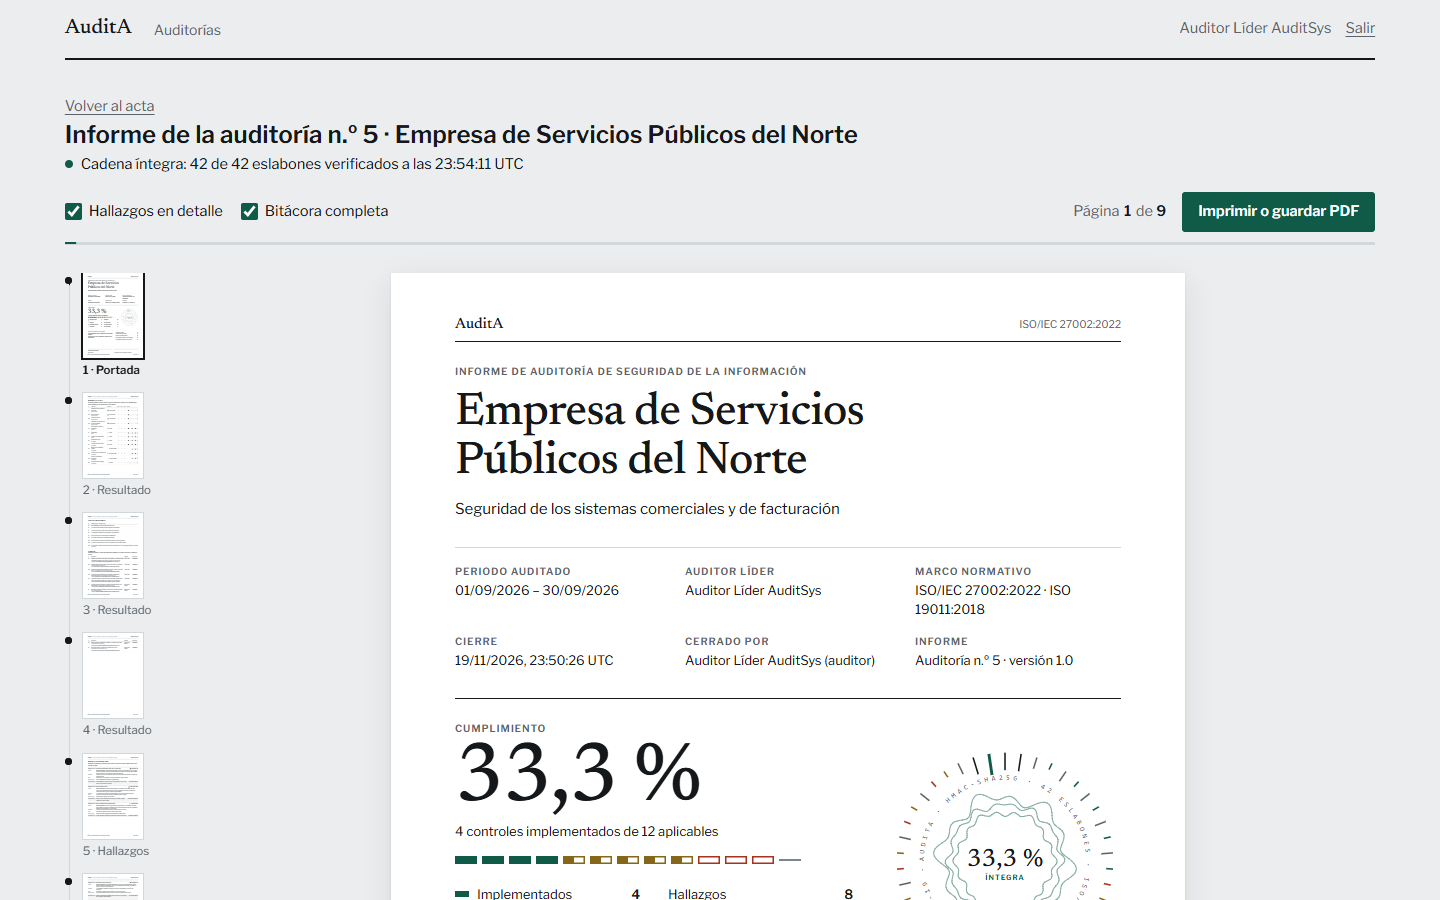 AuditA
Auditorías
Auditor Líder AuditSys
Salir
Volver al acta
Informe de la auditoría n.º 5 · Empresa de Servicios Públicos del Norte
Cadena íntegra: 42 de 42 eslabones verificados a las 23:54:11 UTC
Hallazgos en detalle
Bitácora completa
Página 1 de 9
Imprimir o guardar PDF
1 · Portada
2 · Resultado
3 · Resultado
4 · Resultado
5 · Hallazgos
AuditA
ISO/IEC 27002:2022
INFORME DE AUDITORÍA DE SEGURIDAD DE LA INFORMACIÓN
Empresa de Servicios
Públicos del Norte
Seguridad de los sistemas comerciales y de facturación
PERIODO AUDITADO
01/09/2026 – 30/09/2026
AUDITOR LÍDER
Auditor Líder AuditSys
MARCO NORMATIVO
ISO/IEC 27002:2022 · ISO
19011:2018
CIERRE
19/11/2026, 23:50:26 UTC
CERRADO POR
Auditor Líder AuditSys (auditor)
INFORME
Auditoría n.º 5 · versión 1.0
CUMPLIMIENTO
33,3 %
4 controles implementados de 12 aplicables
Implementados 4
Hallazgos 8
AUDITA · HMAC-SHA256 · 42 ESLABONES ·
33,3 %
ÍNTEGRA